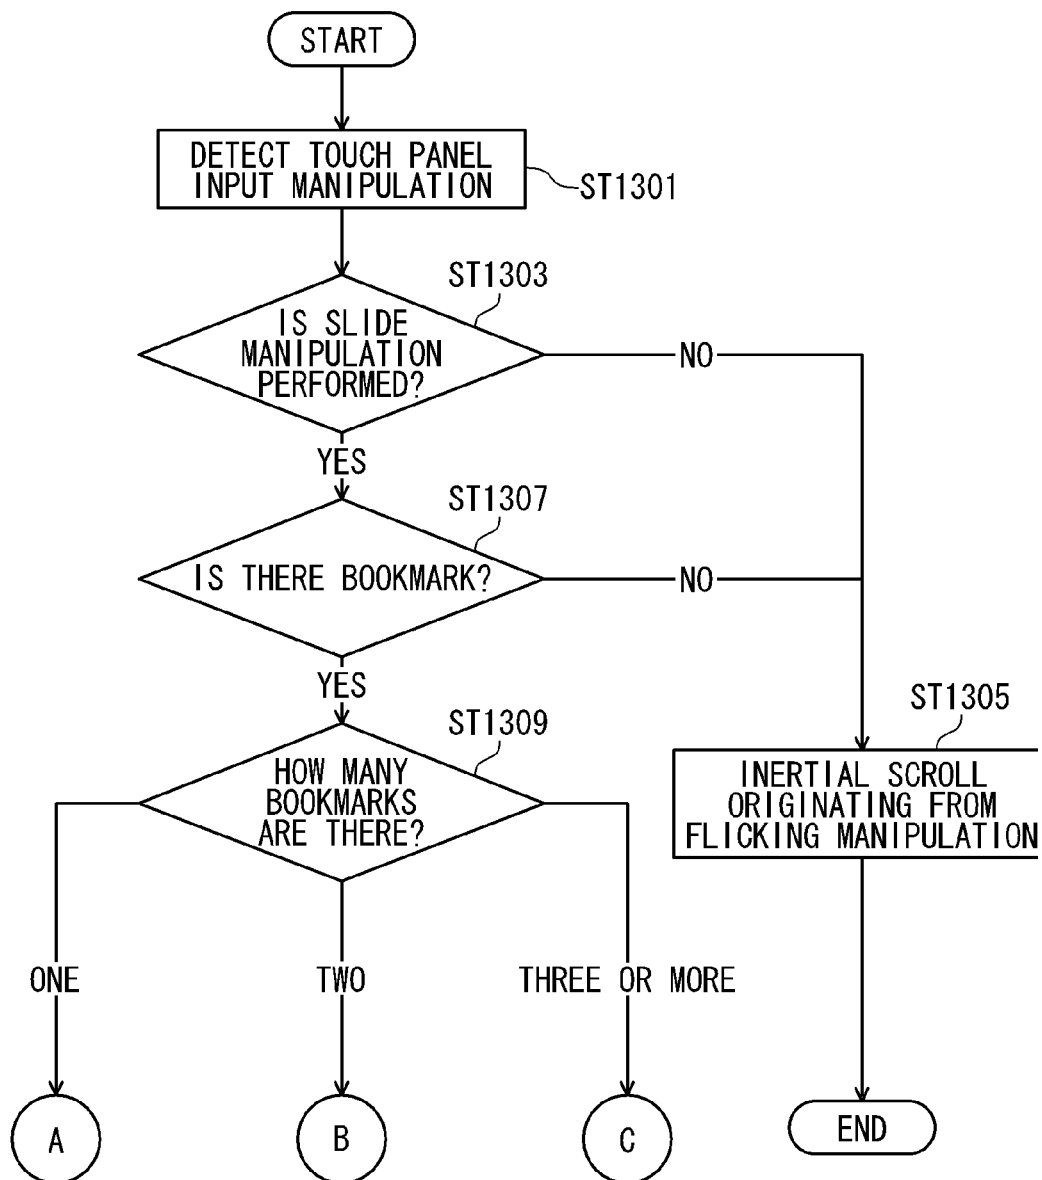 START
DETECT TOUCH PANEL
INPUT MANIPULATION
ST1301
ST1303
IS SLIDE
MANIPULATION
PERFORMED?
NO
YES
ST1307
IS THERE BOOKMARK?
NO
YES
ST1305
ST1309
HOW MANY
BOOKMARKS
ARE THERE?
INERTIAL SCROLL
ORIGINATING FROM
FLICKING MANIPULATION
ONE
TWO
THREE OR MORE
A
B
C
END